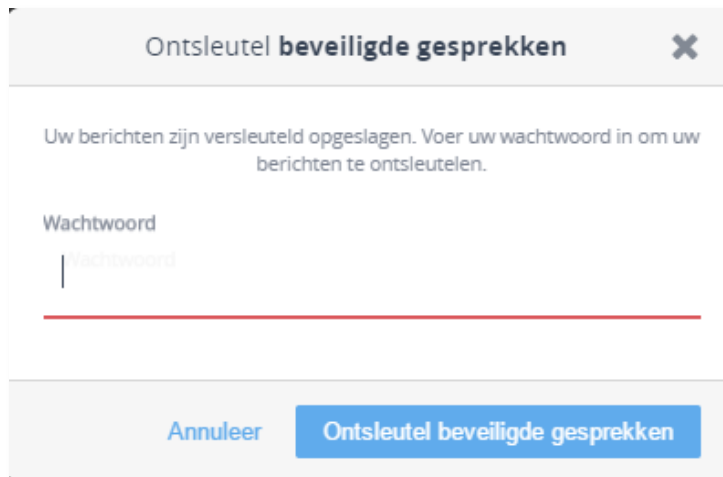 Ontsleutel beveiligde gesprekken
Uw berichten zijn versleuteld opgeslagen. Voer uw wachtwoord in om uw
berichten te ontsleutelen.
Wachtwoord
Wachtwoord
Annuleer
Ontsleutel beveiligde gesprekken